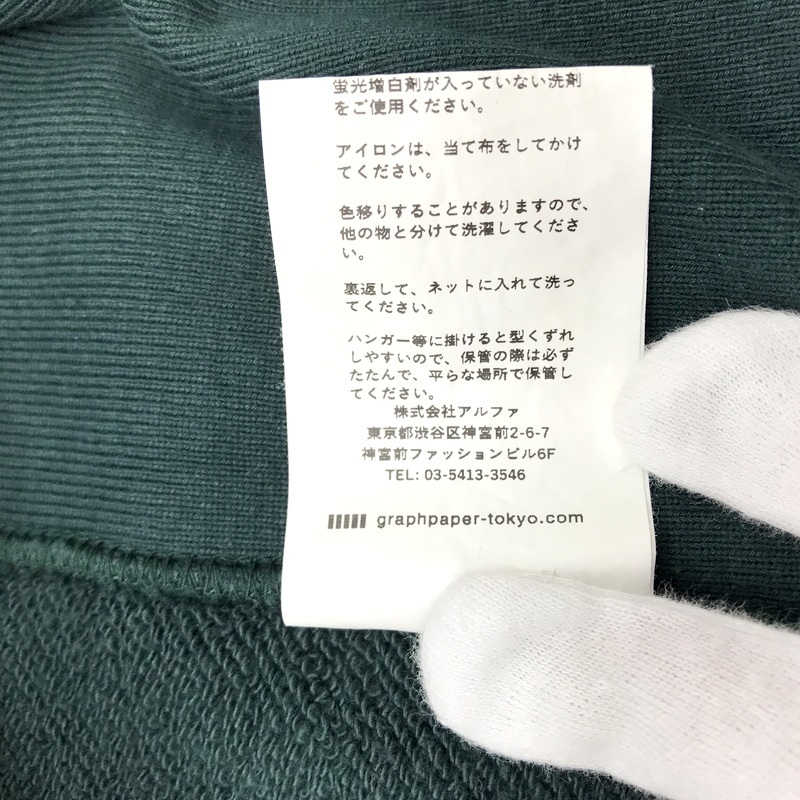 蛍光増白剤が入っていない洗剤
をご使用ください。
アイロンは、当て布をしてかけ
てください。
色移りすることがありますので、
他の物と分けて洗濯してくださ
い。
裏返して、ネットに入れて洗っ
てください。
ハンガー等に掛けると型くずれ
しやすいので、保管の際は必ず
たたんで、平らな場所で保管し
てください。
株式会社アルファ
東京都渋谷区神宮前2-6-7
神宮前ファッションビル6F
TEL: 03-5413-3546
graphpaper-tokyo.com